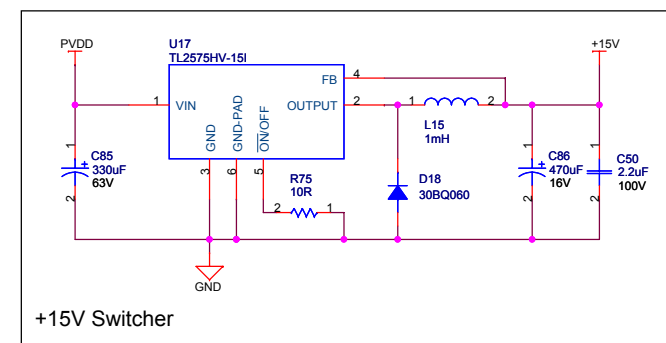 PVDD
U17
TL2575HV-15I
+15V
FB
4
1
VIN
OUTPUT
2
1
2
GND
GND-PAD
ON/OFF
L15
1mH
1
C85
330uF
63V
2
3
6
5
R75
10R
2
1
D18
30BQ060
1
C86
470uF
16V
2
1
C50
2.2uF
100V
2
GND
+15V Switcher